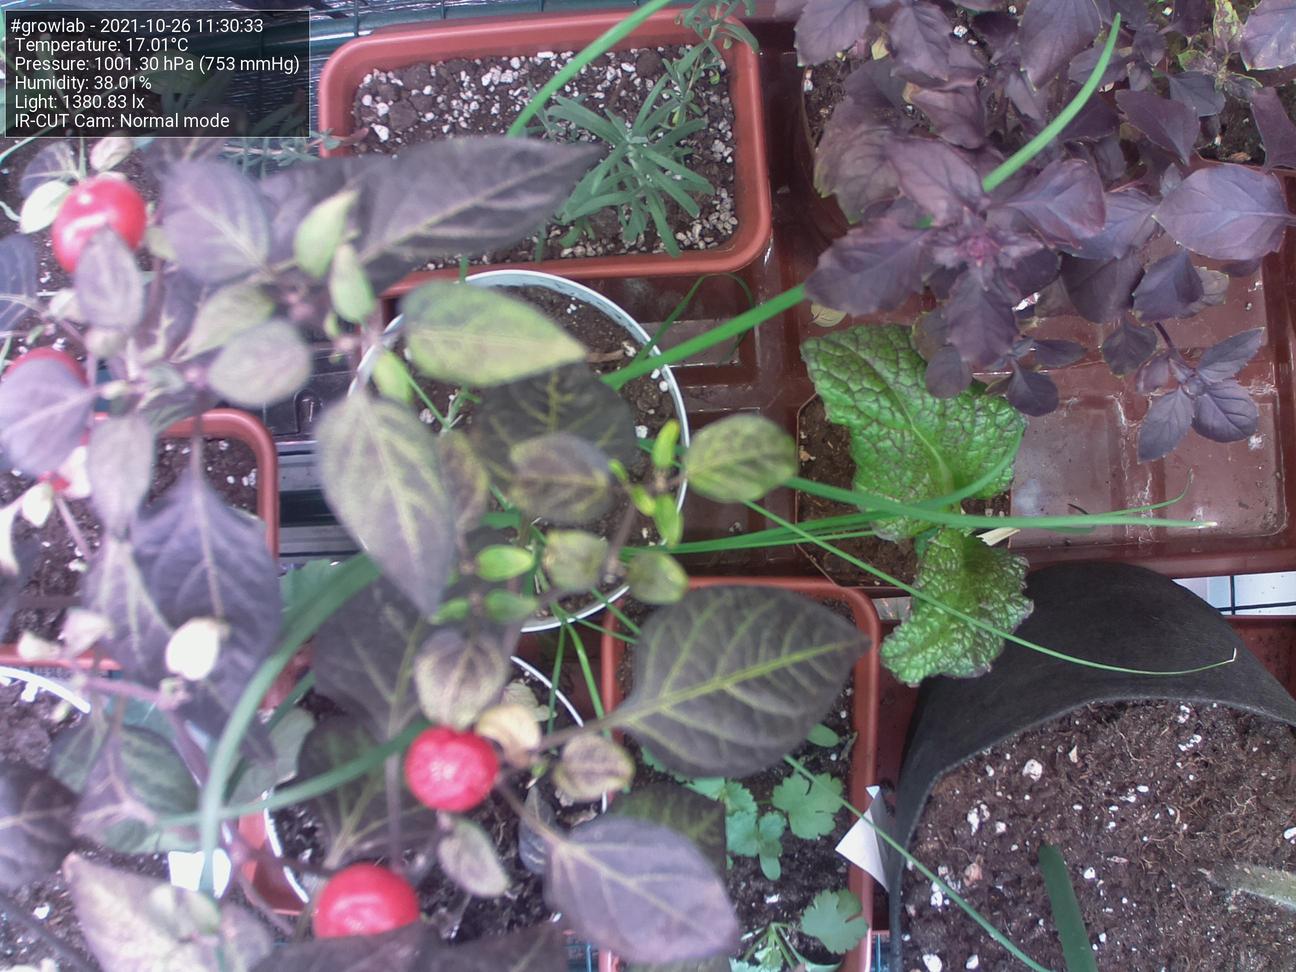 #growlab - 2021-10-26 11:30:33
Temperature: 17.01°C
Pressure: 1001.30 hPa (753 mmHg)
Humidity: 38.01%
Light: 1380.83 lx
IR-CUT Cam: Normal mode